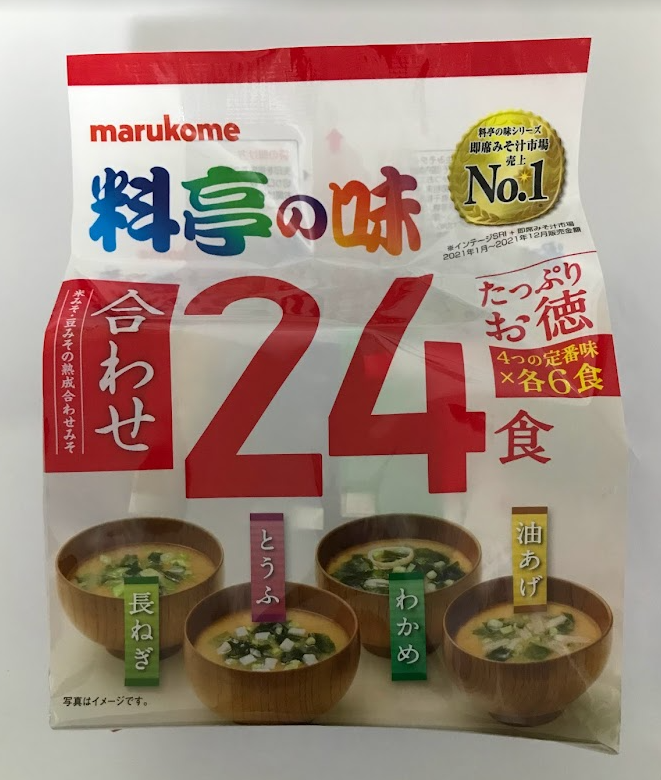 marukome
料亭の味
料亭の味シリーズ
即席みそ汁市場
売上
No.1
※インテージSRI+即席みそ汁市場
2021年1月~2021年12月販売金額
合わせ
米みそ・豆みその熟成合わせみそ
24食
たっぷり
お徳
4つの定番味
×各6食
長ねぎ
とうふ
わかめ
油あげ
写真はイメージです。